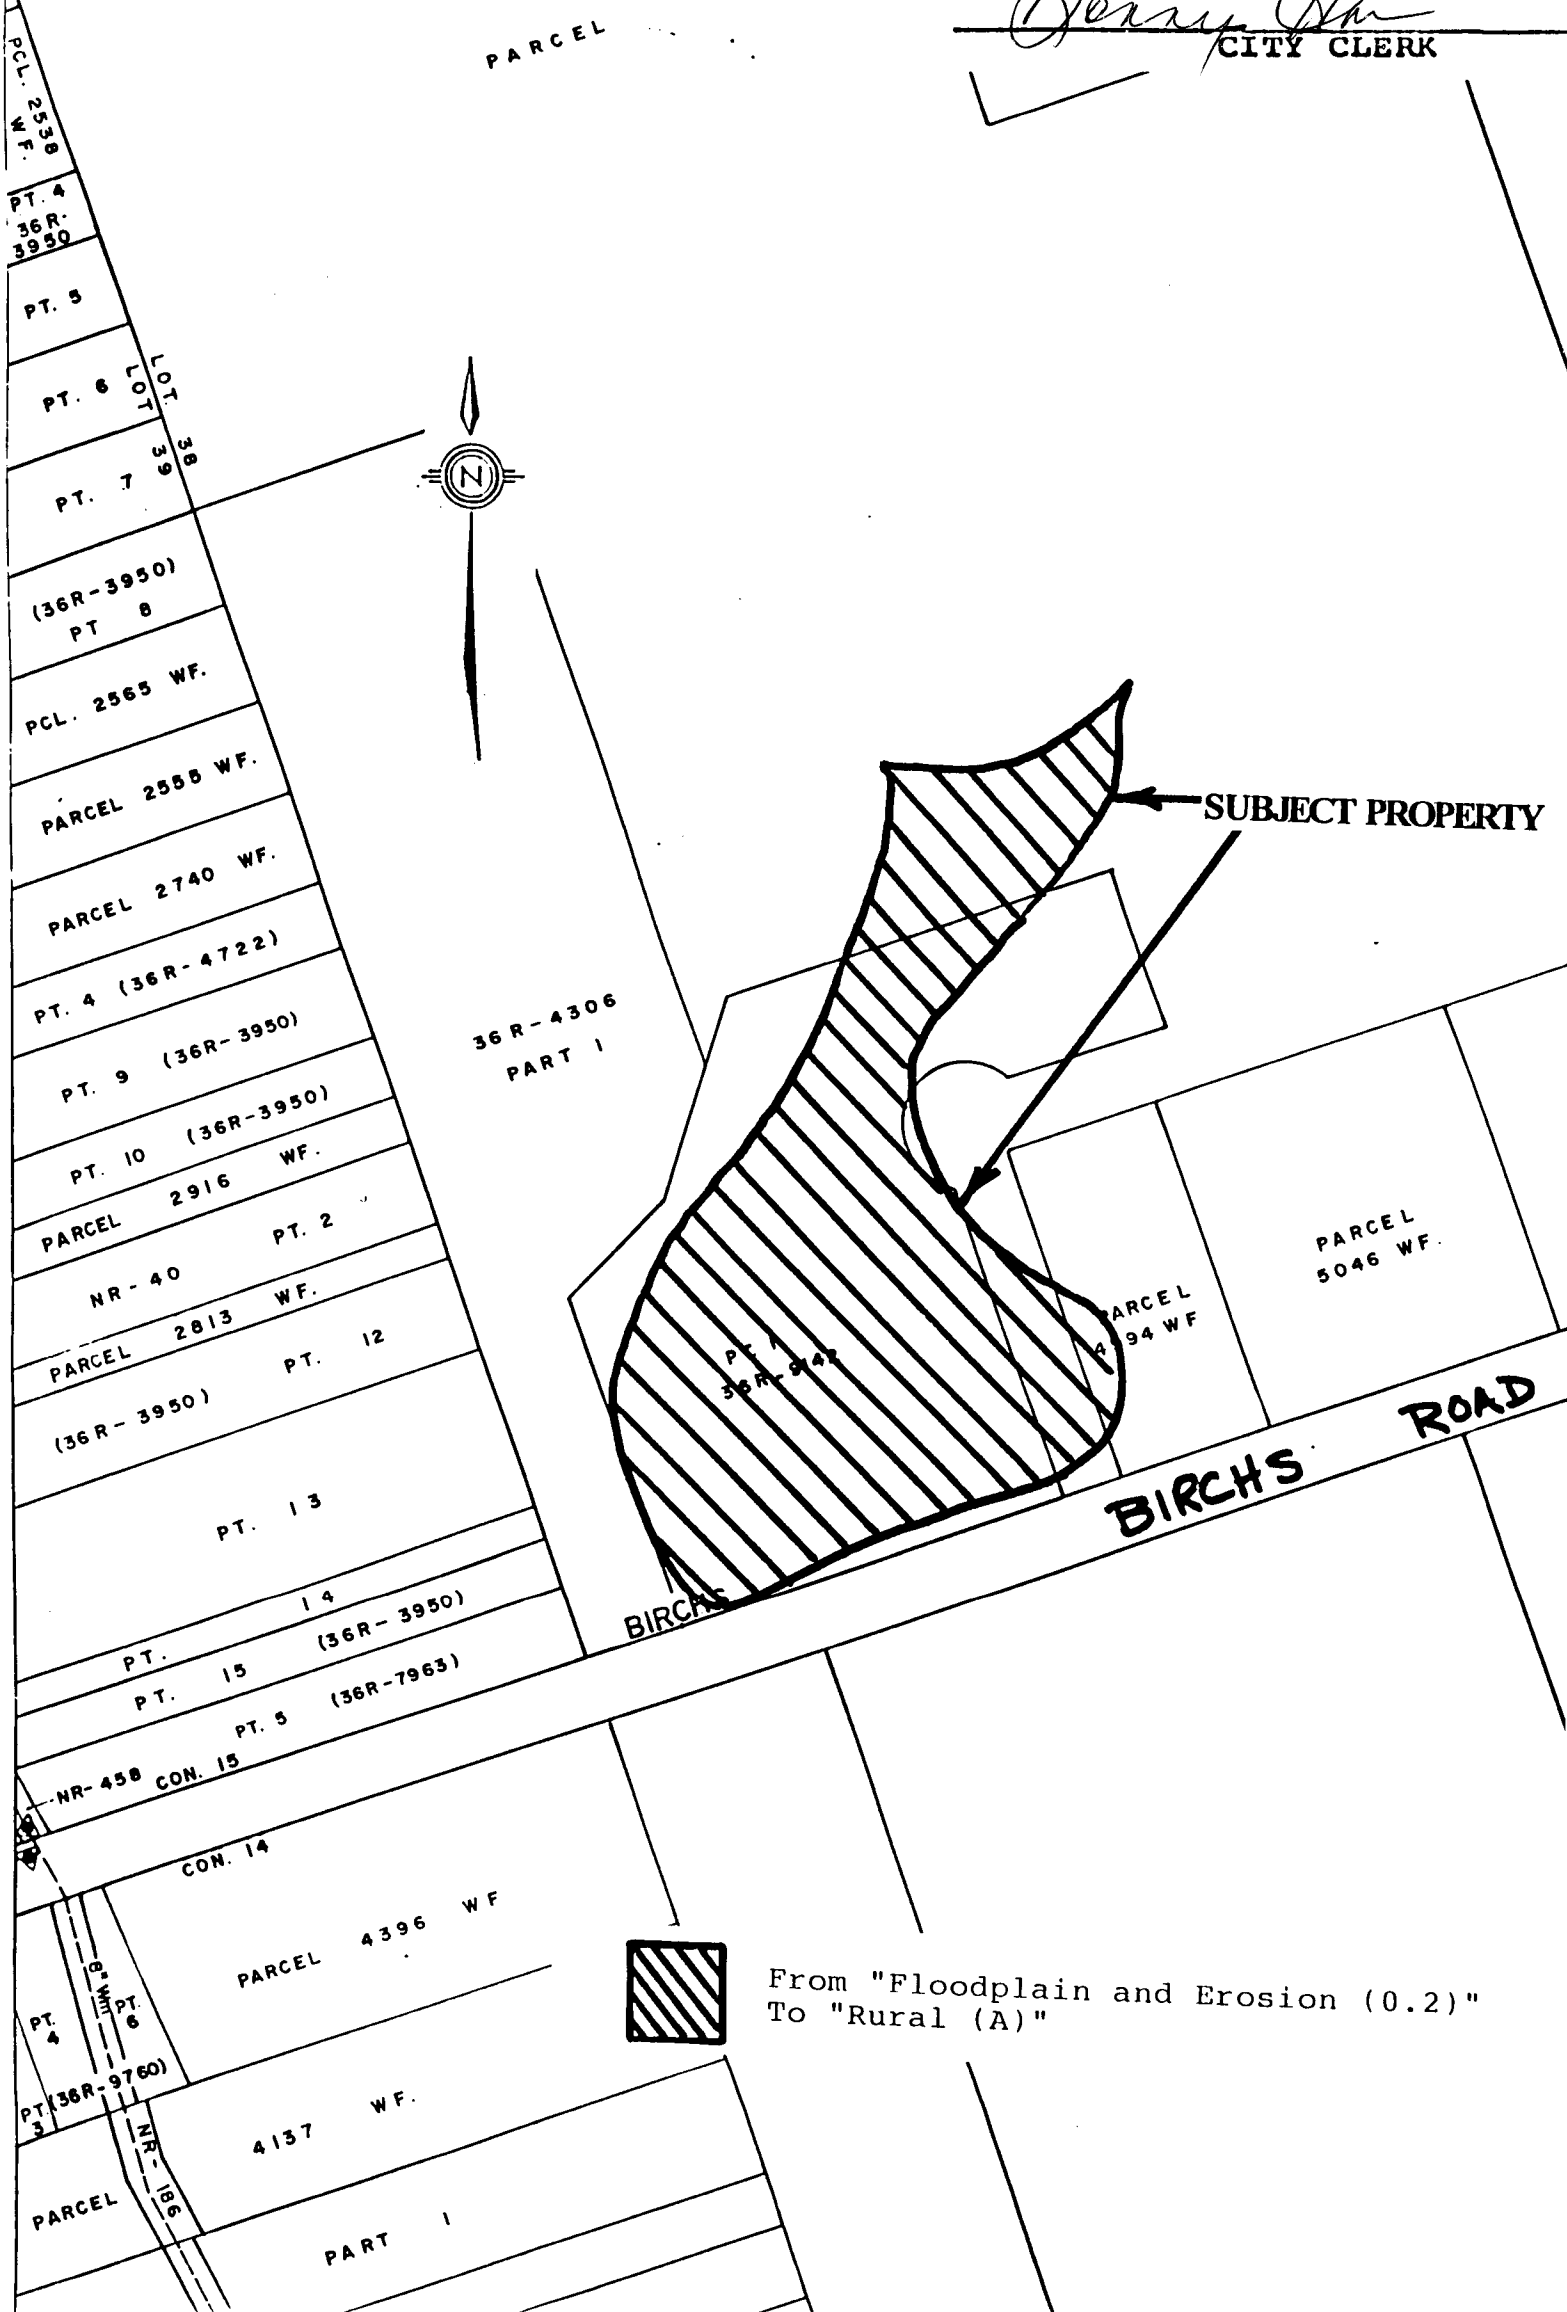 CITY CLERK
PARCEL
PCL. 2538
WF.
PT. 4
36R-
3950
PT. 5
PT. 6
LOT. 38
LOT 39
PT. 7
N
(36R-3950)
PT 8
PCL. 2565 WF.
PARCEL 2555 WF.
SUBJECT PROPERTY
PARCEL 2740 WF.
PT. 4 (36R-4722)
36R-4306
PART 1
PT. 9 (36R-3950)
PT. 10 (36R-3950)
PARCEL 2916 WF.
NR-40 PT. 2
PARCEL
5046 WF.
PARCEL 2813 WF.
ARCEL
4994 WF
(36R-3950) PT. 12
PT. 13
BIRCHS ROAD
PT. 14
BIRCHS
PT. 15 (36R-3950)
PT. 5 (36R-7963)
NR-458 CON. 15
CON. 14
PARCEL 4396 WF
From "Floodplain and Erosion (0.2)"
To "Rural (A)"
8" WM
PT.
4
PT.
6
(36R-9760)
PT.
3
NR-186
4137 WF.
PARCEL
PART 1